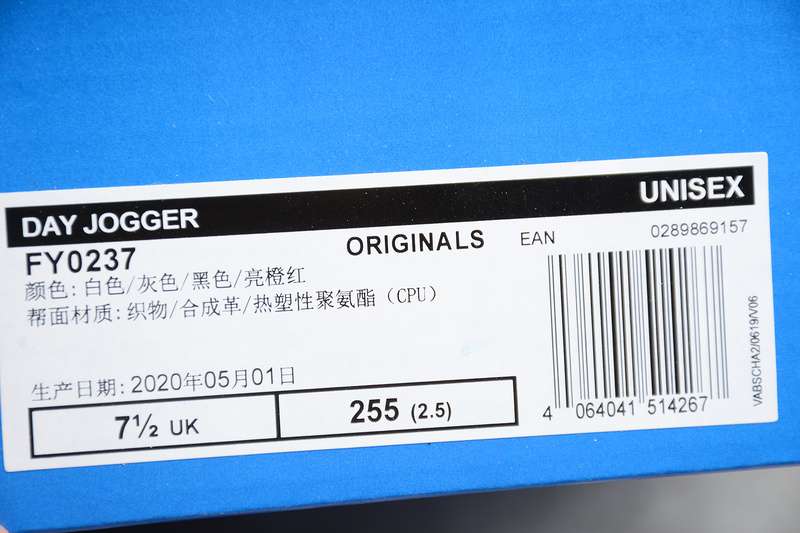 DAY JOGGER UNISEX
FY0237 ORIGINALS EAN 0289869157
颜色:白色/灰色/黑色/亮橙红
帮面材质:织物/合成革/热塑性聚氨酯(CPU)
生产日期:2020年05月01日
7½ UK 255 (2.5)
4 064041 514267
VABSCHA2/0619/V06